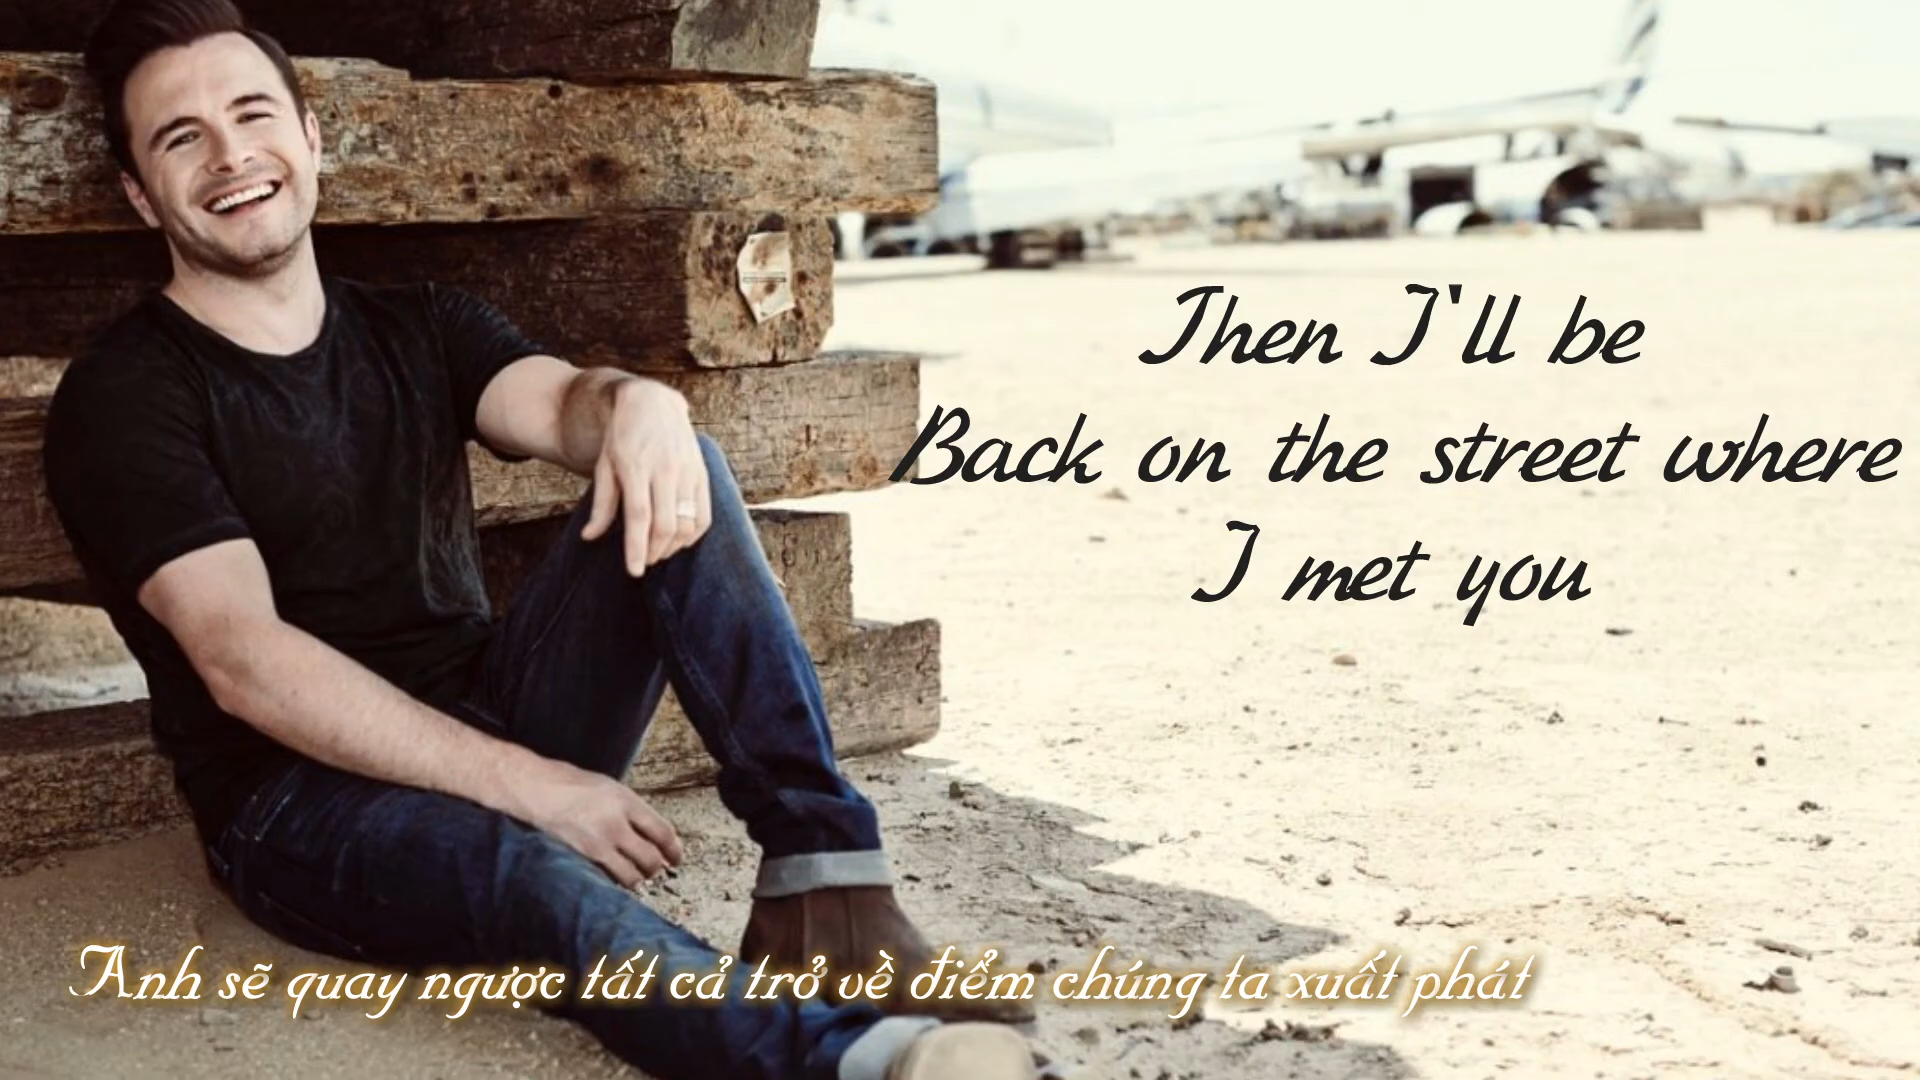 Then I'll be
Back on the street where
I met you
Anh sẽ quay ngược tất cả trở về điểm chúng ta xuất phát